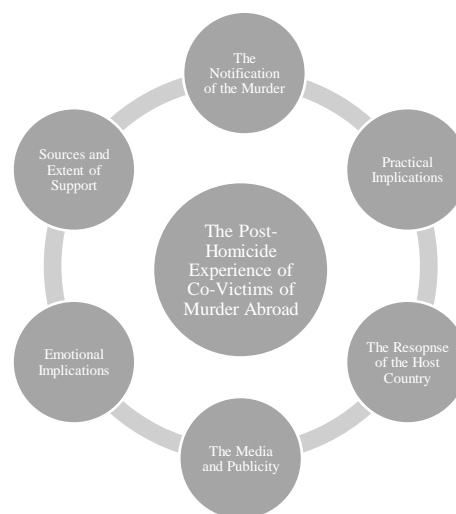 The
Notification
of the Murder
Practical
Implications
The Resopnse
of the Host
Country
The Media
and Publicity
Emotional
Implications
Sources and
Extent of
Support
The Post-
Homicide
Experience of
Co-Victims of
Murder Abroad